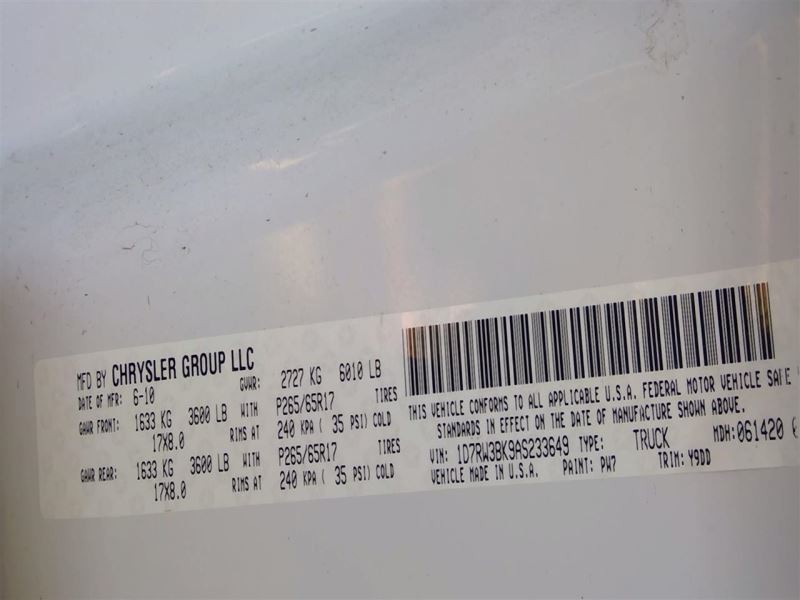 MFD BY CHRYSLER GROUP LLC
DATE OF MFR: 6-10 GVWR: 2727 KG 6010 LB
GAWR FRONT: 1633 KG 3600 LB WITH P265/65R17 TIRES
17X8.0 RIMS AT 240 KPA ( 35 PSI) COLD
GAWR REAR: 1633 KG 3600 LB WITH P265/65R17 TIRES
17X8.0 RIMS AT 240 KPA ( 35 PSI) COLD
THIS VEHICLE CONFORMS TO ALL APPLICABLE U.S.A. FEDERAL MOTOR VEHICLE SAFE
STANDARDS IN EFFECT ON THE DATE OF MANUFACTURE SHOWN ABOVE.
VIN: 1D7RW3BK9AS233649 TYPE: TRUCK MDH: 061420
VEHICLE MADE IN U.S.A. PAINT: PW7 TRIM: Y9DD